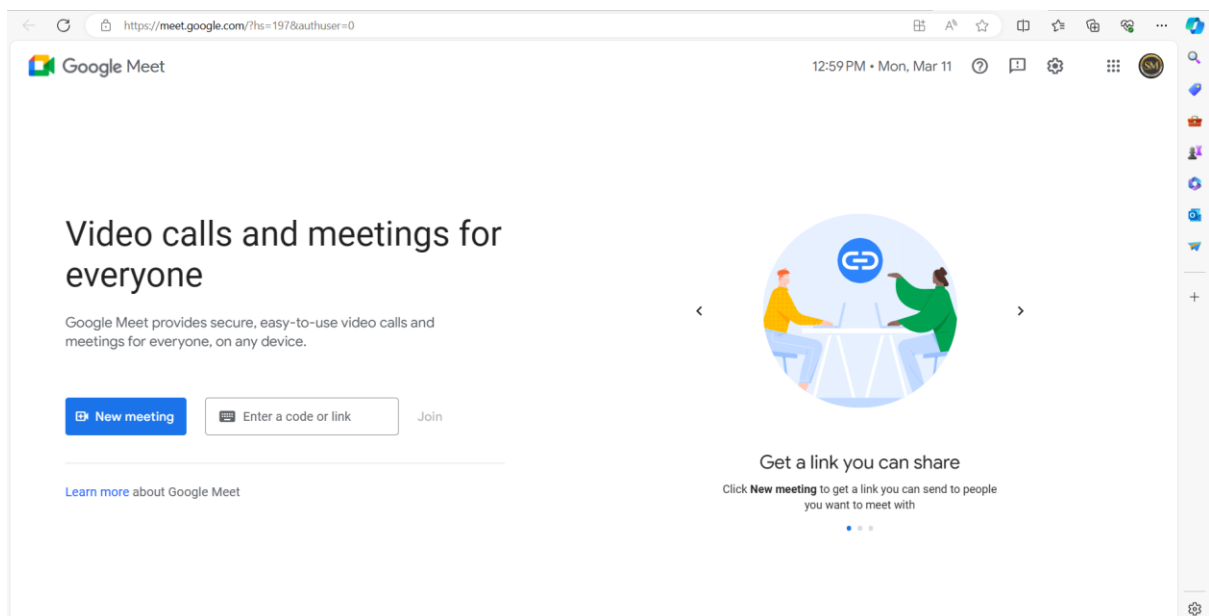 https://meet.google.com/?hs=197&authuser=0
Google Meet
12:59 PM • Mon, Mar 11
SM
Video calls and meetings for
everyone
Google Meet provides secure, easy-to-use video calls and
meetings for everyone, on any device.
New meeting
Enter a code or link
Join
Learn more about Google Meet
Get a link you can share
Click New meeting to get a link you can send to people
you want to meet with